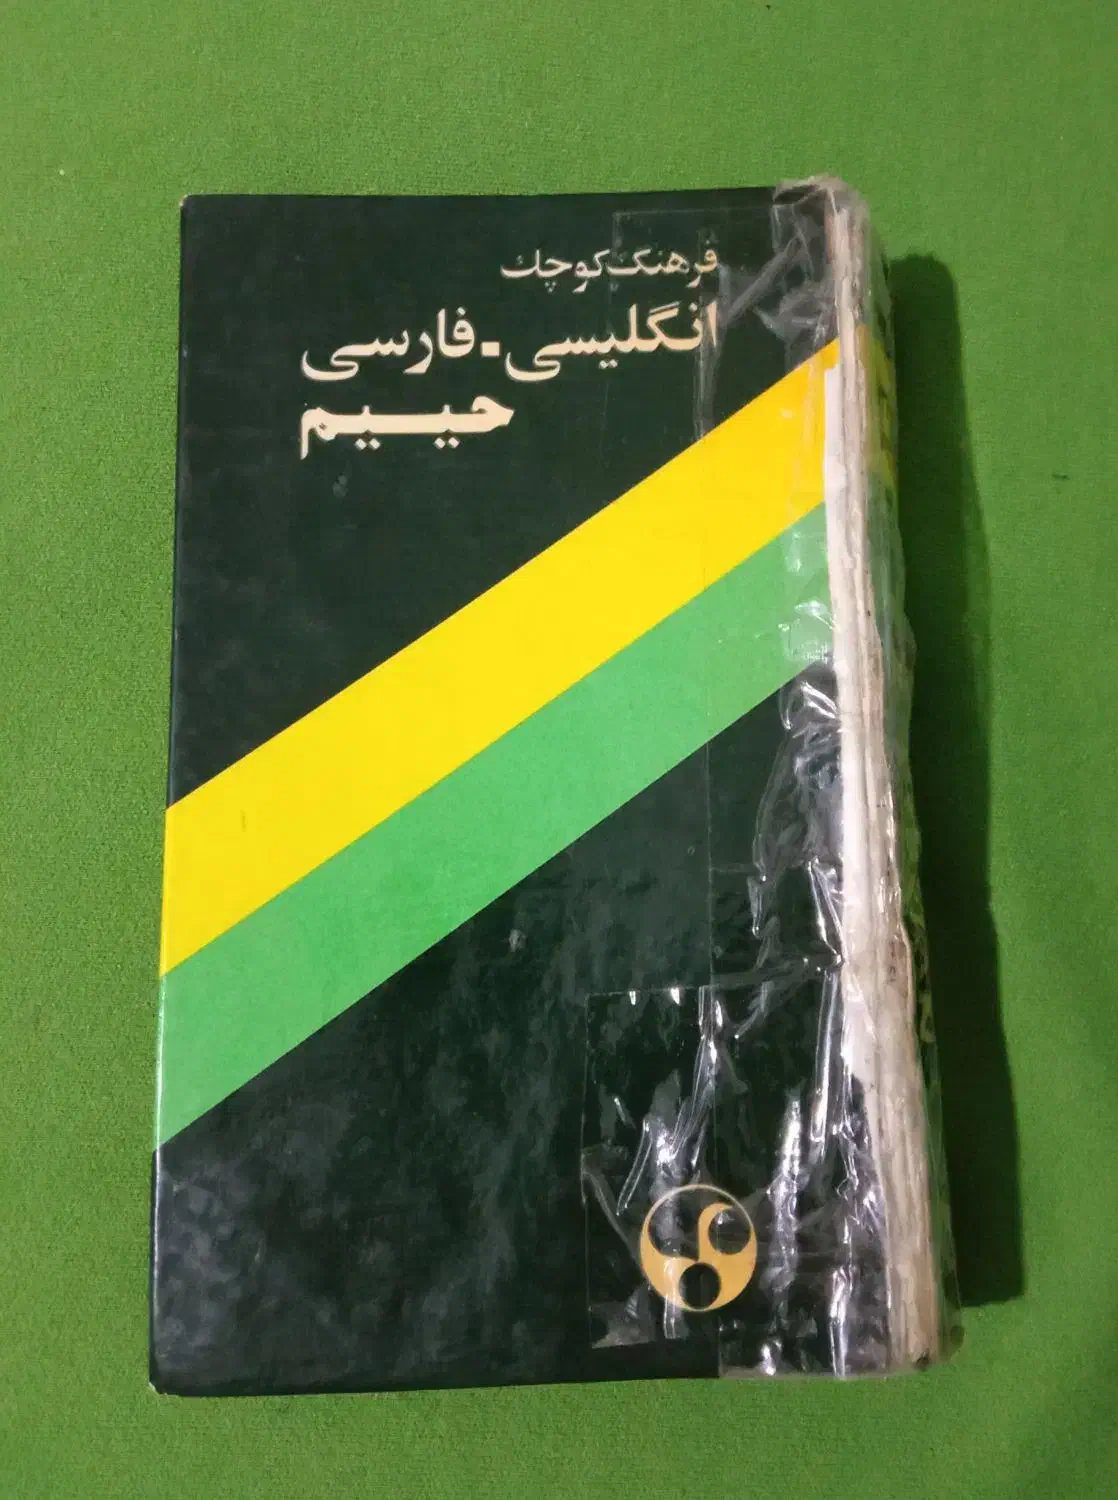 فرهنگ کوچک
انگلیسی - فارسی
حییم